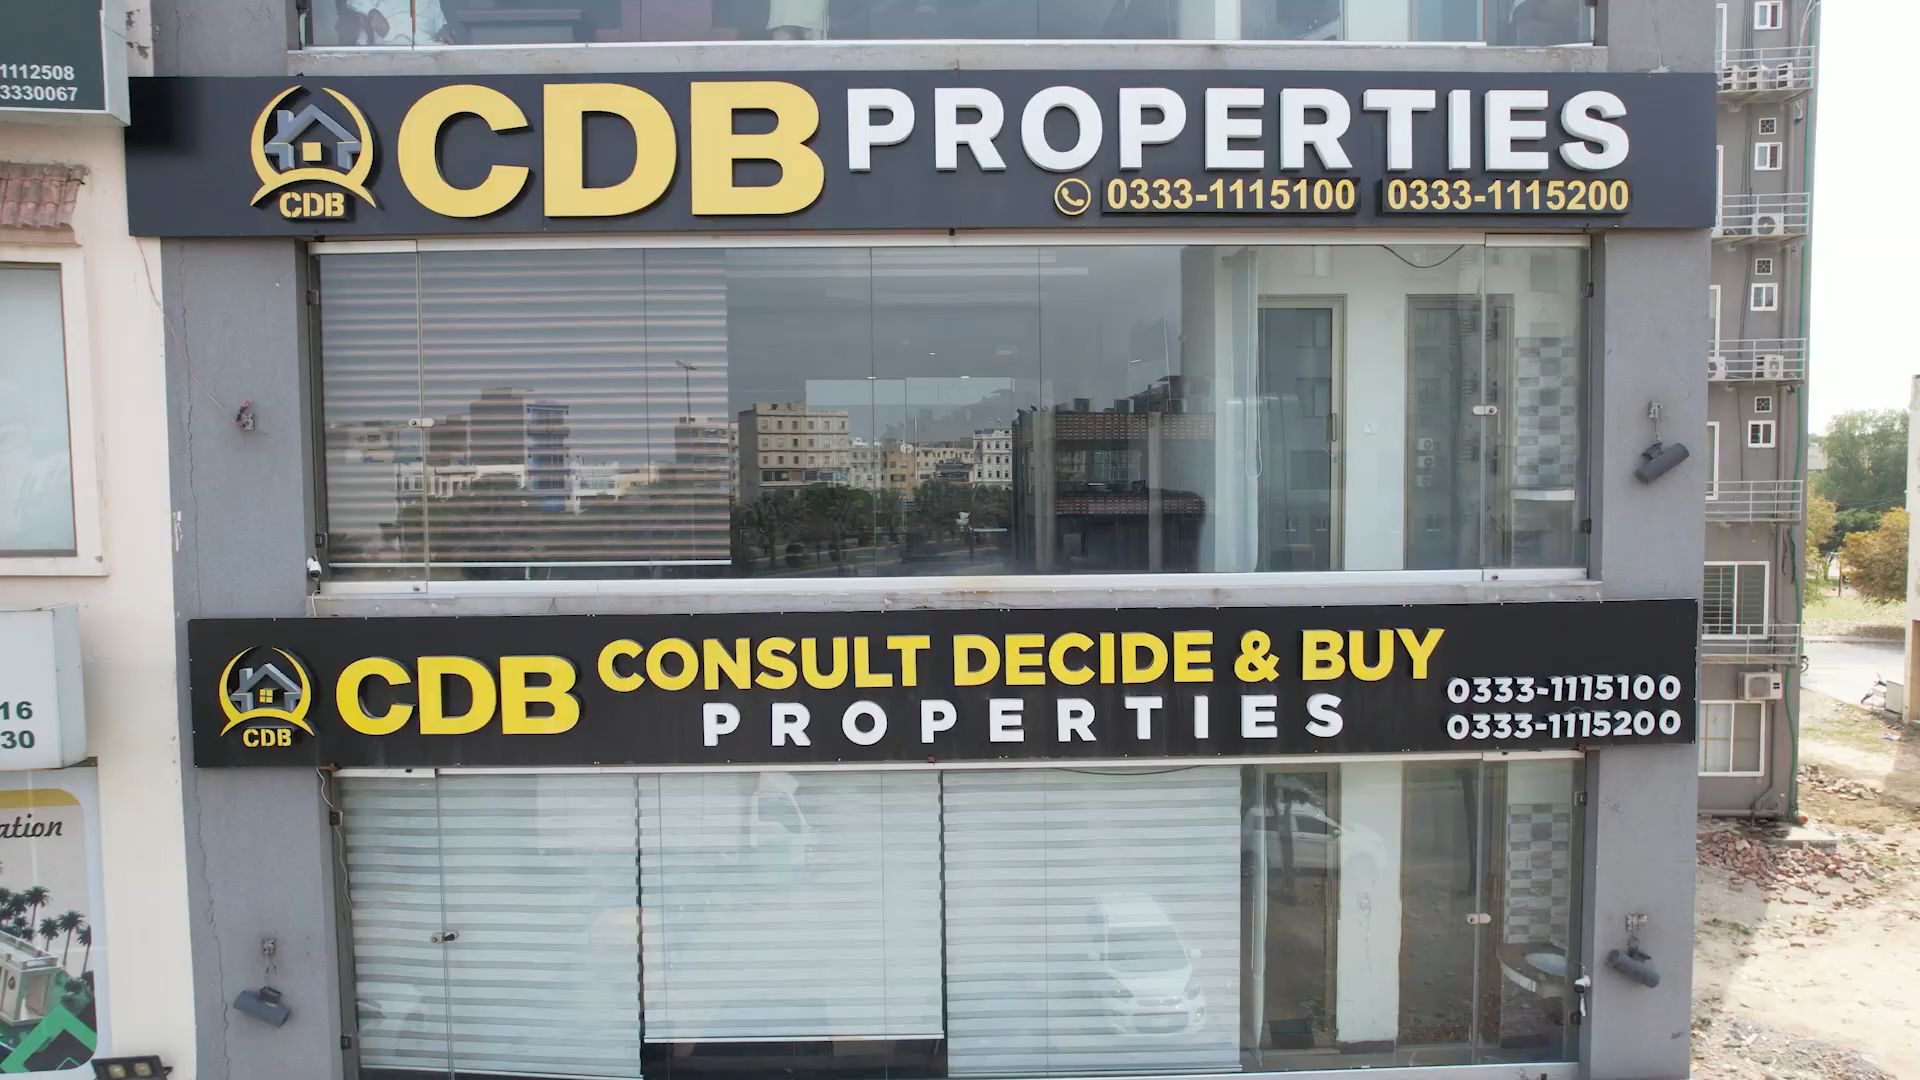 1112508
3330067
CDB
CDB PROPERTIES
0333-1115100 0333-1115200
CDB
CDB CONSULT DECIDE & BUY
PROPERTIES
0333-1115100
0333-1115200
16
30
ation